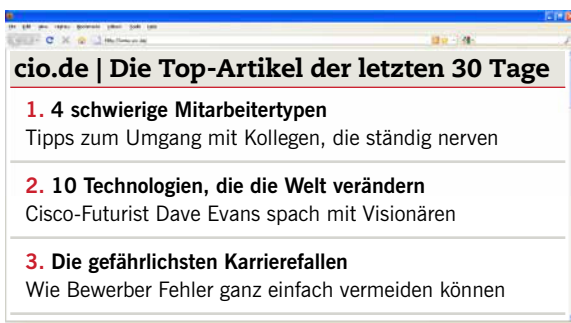 cio.de | Die Top-Artikel der letzten 30 Tage
1. 4 schwierige Mitarbeitertypen
Tipps zum Umgang mit Kollegen, die ständig nerven
2. 10 Technologien, die die Welt verändern
Cisco-Futurist Dave Evans spach mit Visionären
3. Die gefährlichsten Karrierefallen
Wie Bewerber Fehler ganz einfach vermeiden können